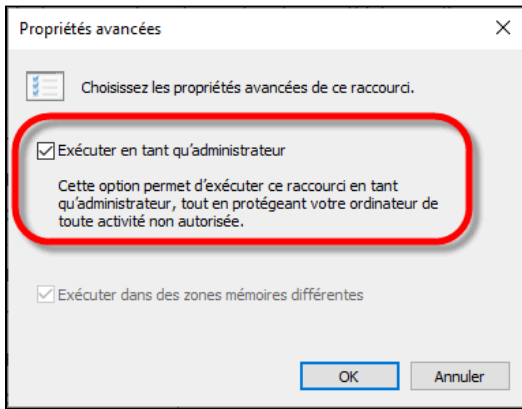 Propriétés avancées
Choisissez les propriétés avancées de ce raccourci.
Exécuter en tant qu'administrateur
Cette option permet d'exécuter ce raccourci en tant
qu'administrateur, tout en protégeant votre ordinateur de
toute activité non autorisée.
Exécuter dans des zones mémoires différentes
OK
Annuler